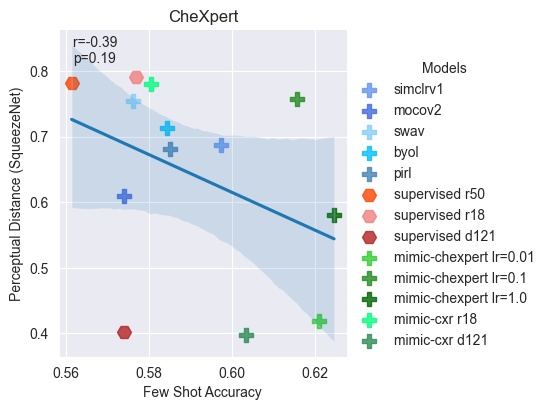 CheXpert
r=-0.39
p=0.19
Perceptual Distance (SqueezeNet)
0.8
0.7
0.6
0.5
0.4
0.56
0.58
0.60
0.62
Few Shot Accuracy
Models
simclrv1
mocov2
swav
byol
pirl
supervised r50
supervised r18
supervised d121
mimic-chexpert lr=0.01
mimic-chexpert lr=0.1
mimic-chexpert lr=1.0
mimic-cxr r18
mimic-cxr d121